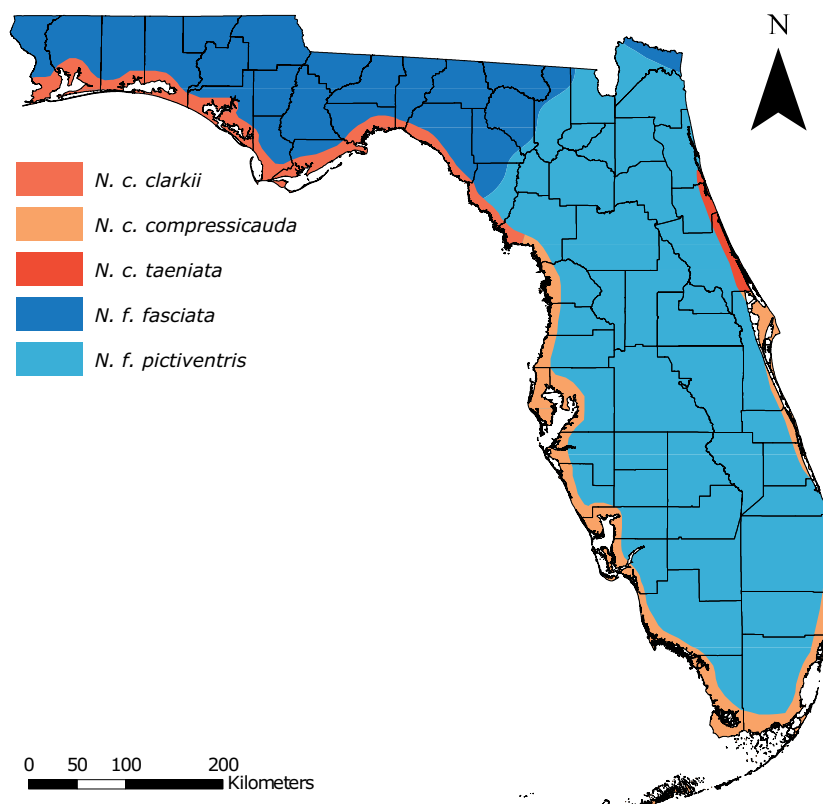 N
N. c. clarkii
N. c. compressicauda
N. c. taeniata
N. f. fasciata
N. f. pictiventris
0 50 100 200
Kilometers